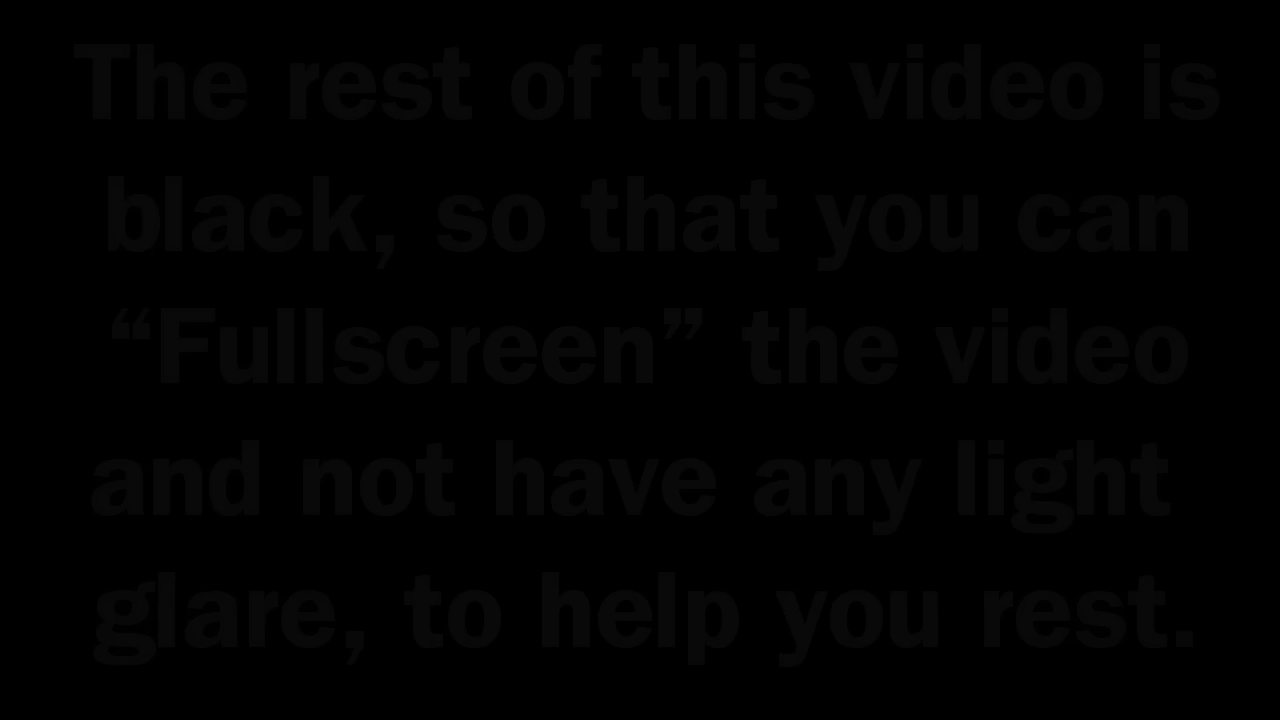 The rest of this video is
black, so that you can
“Fullscreen” the video
and not have any light
glare, to help you rest.